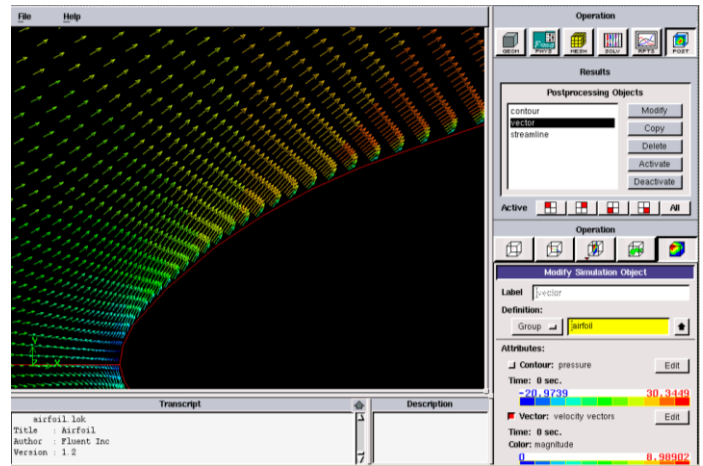 File Help
Operation
GEOM PHYS MESH SOLV RPTS POST
Results
Postprocessing Objects
contour
vector
streamline
Modify
Copy
Delete
Activate
Deactivate
Active All
Operation
Modify Simulation Object
Label vector
Definition:
Group airfoil
Attributes:
Contour: pressure Edit
Time: 0 sec.
-20.9739 30.3449
Vector: velocity vectors Edit
Time: 0 sec.
Color: magnitude
0 8.98902
Y
Z X
Transcript
airfoil.lok
Title : Airfoil
Author : Fluent Inc
Version : 1.2
Description